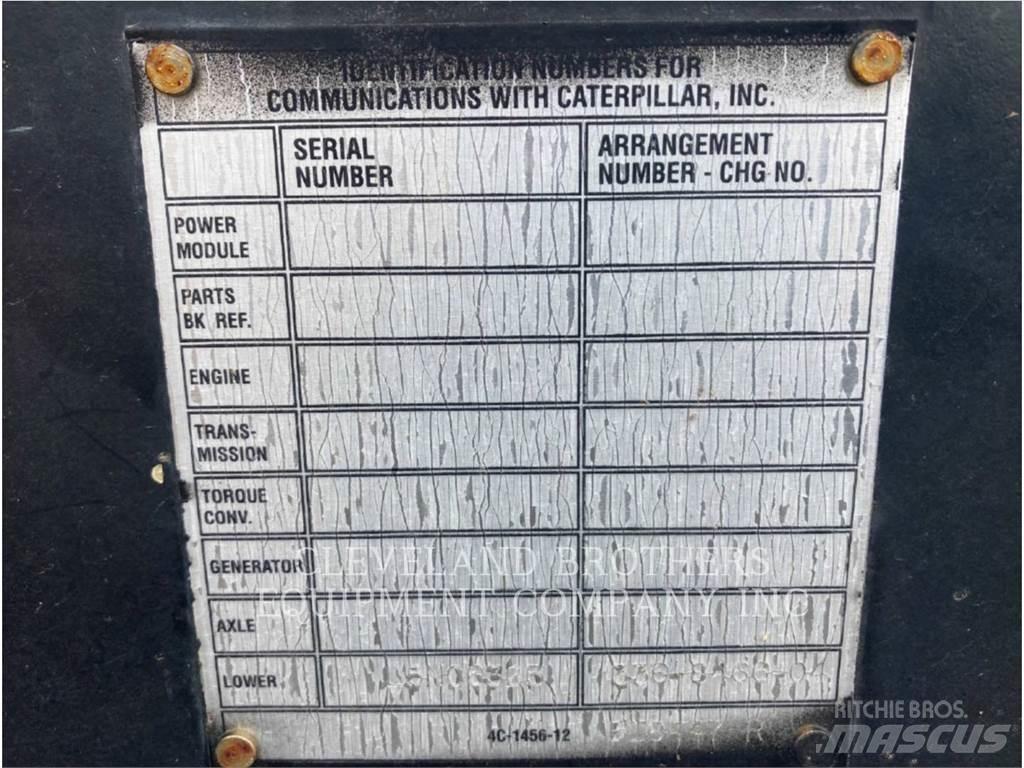 IDENTIFICATION NUMBERS FOR
COMMUNICATIONS WITH CATERPILLAR, INC.
SERIAL
NUMBER
ARRANGEMENT
NUMBER - CHG NO.
POWER
MODULE
PARTS
BK REF.
ENGINE
TRANS-
MISSION
TORQUE
CONV.
GENERATOR
CLEVELAND BROTHERS
EQUIPMENT COMPANY INC
AXLE
LOWER
4C-1456-12
RITCHIE BROS.
MASCUS